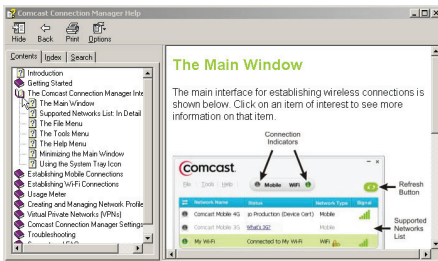 Comcast Connection Manager Help
Hide Back Print Options
Contents Index Search
Introduction
Getting Started
The Comcast Connection Manager Inte
The Main Window
Supported Networks List: In Detail
The File Menu
The Tools Menu
The Help Menu
Minimizing the Main Window
Using the System Tray Icon
Establishing Mobile Connections
Establishing Wi-Fi Connections
Usage Meter
Creating and Managing Network Profile
Virtual Private Networks (VPNs)
Comcast Connection Manager Settings
Troubleshooting
The Main Window
The main interface for establishing wireless connections is
shown below. Click on an item of interest to see more
information on that item.
Connection
Indicators
comcast
File Tools Help
Mobile WiFi
Refresh
Button
Network Name Status Network Type Signal
Comcast Mobile 4G to Production (Device Cert) Mobile
Comcast Mobile 3G What's 3G? Mobile
My Wi-Fi Connected to My Wi-Fi WiFi
Supported
Networks
List